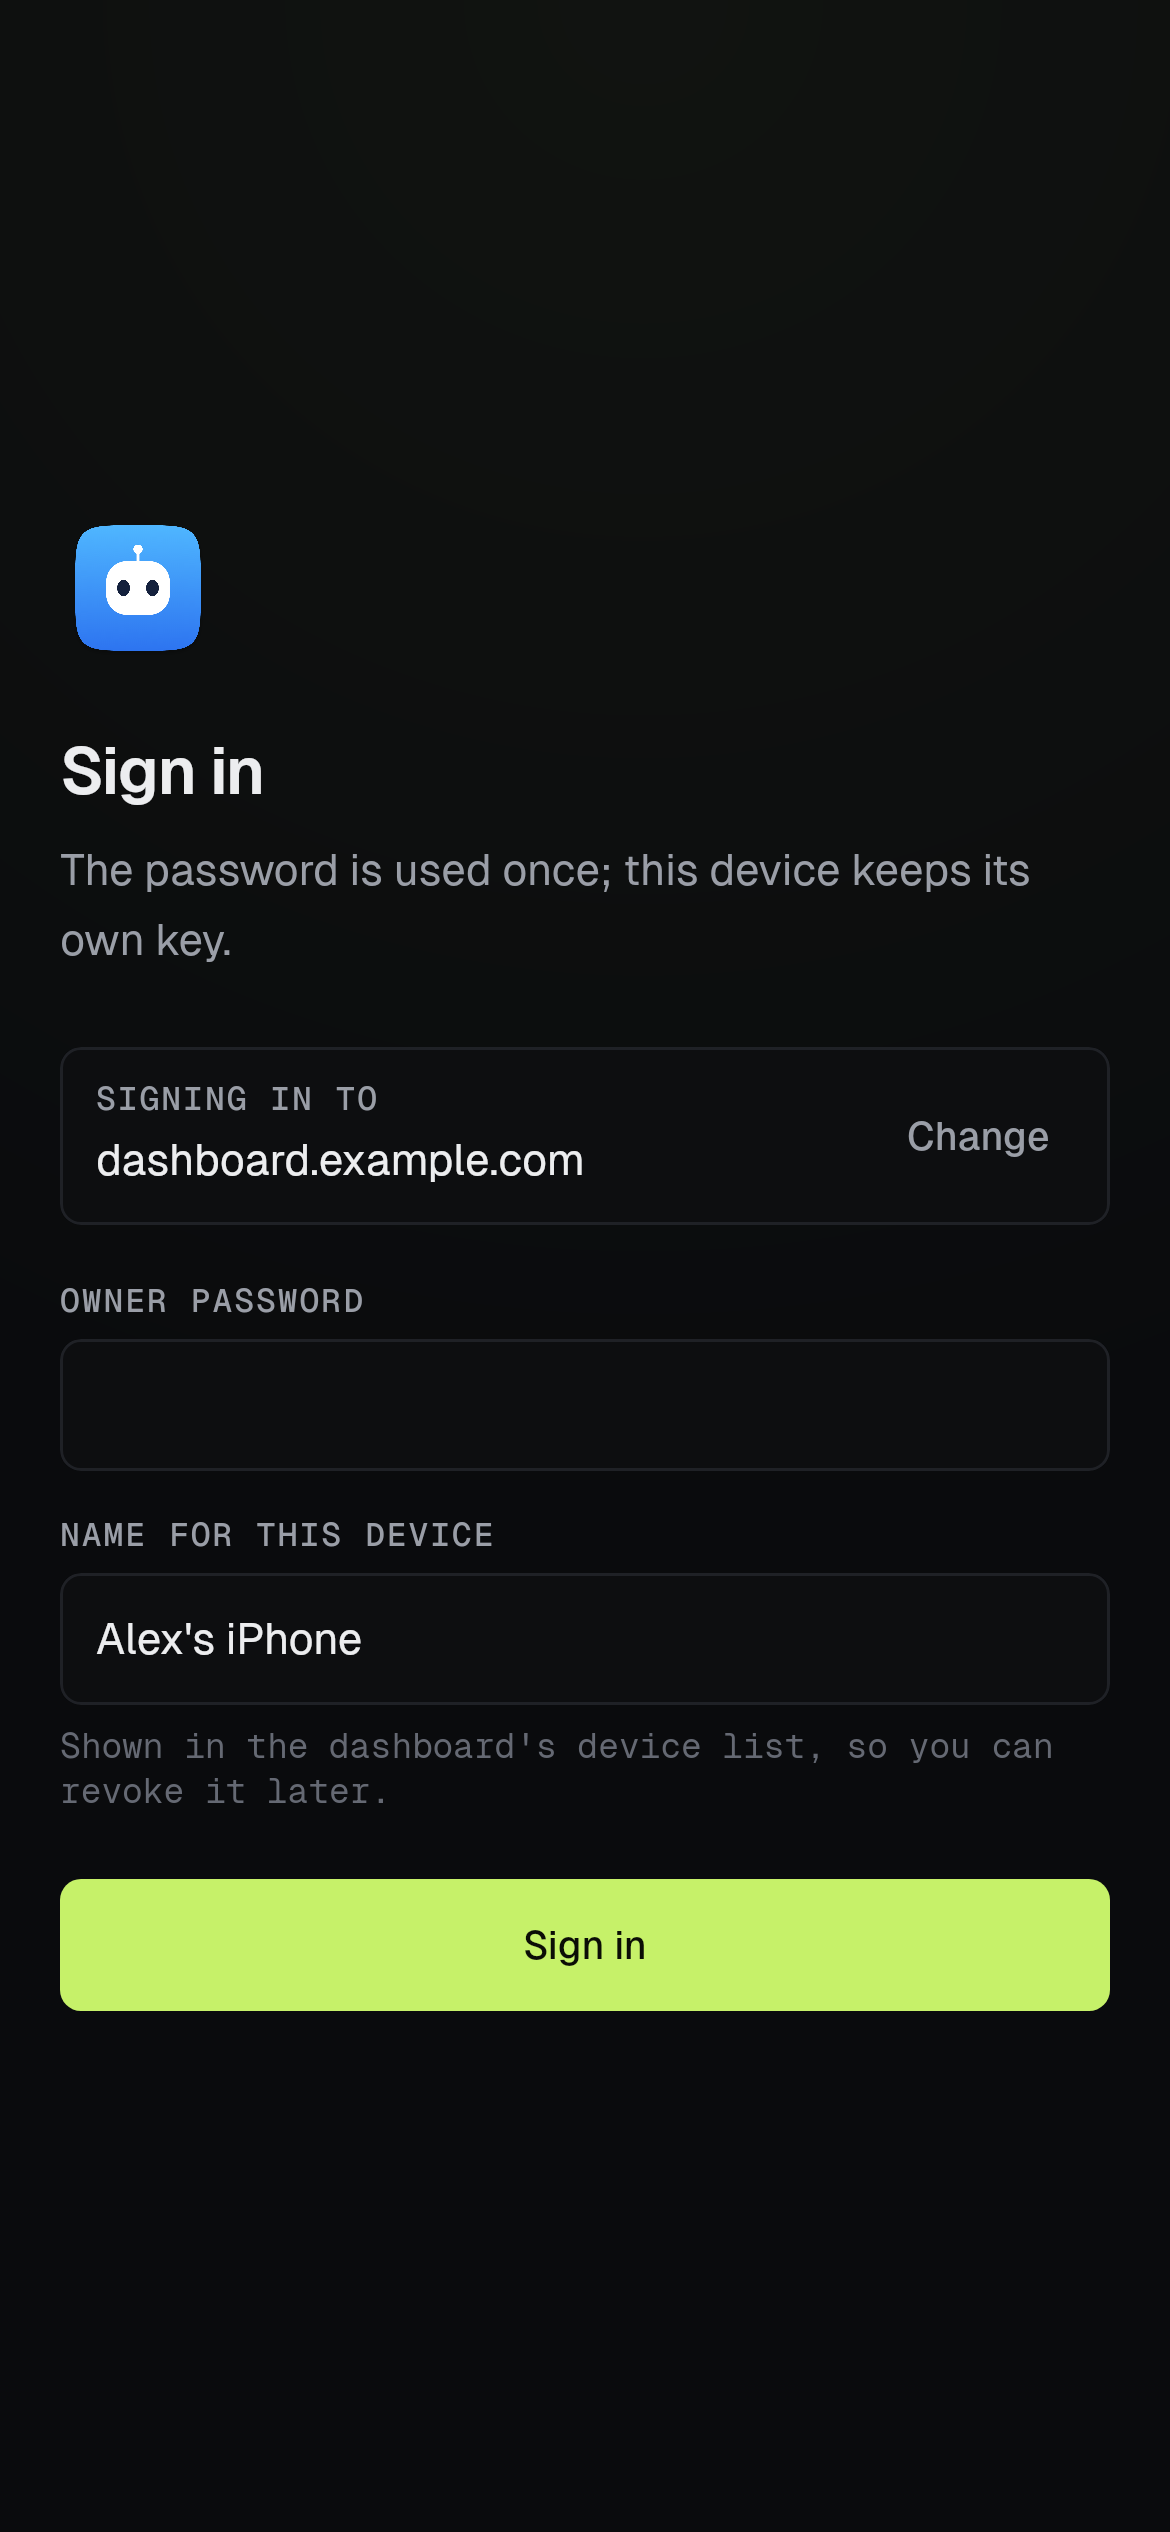 Sign in
The password is used once; this device keeps its
own key.
SIGNING IN TO
dashboard.example.com
Change
OWNER PASSWORD
NAME FOR THIS DEVICE
Alex's iPhone
Shown in the dashboard's device list, so you can
revoke it later.
Sign in